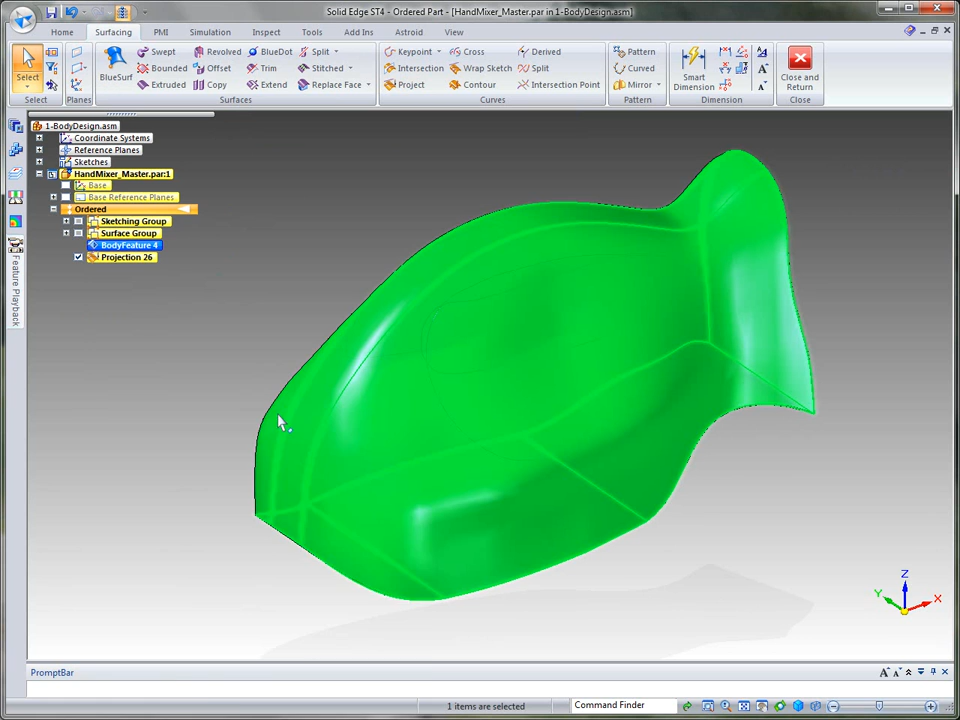 Solid Edge ST4 - Ordered Part - [HandMixer_Master.par in 1-BodyDesign.asm]
Home Surfacing PMI Simulation Inspect Tools Add Ins Astroid View
Select
Planes
BlueSurf
Swept Revolved BlueDot Split
Bounded Offset Trim Stitched
Extruded Copy Extend Replace Face
Keypoint Cross Derived
Intersection Wrap Sketch Split
Project Contour Intersection Point
Pattern
Curved
Mirror
Smart Dimension
Close and Return
Select Planes Surfaces Curves Pattern Dimension Close
1-BodyDesign.asm
Coordinate Systems
Reference Planes
Sketches
HandMixer_Master.par:1
Base
Base Reference Planes
Ordered
Sketching Group
Surface Group
BodyFeature 4
Projection 26
Feature Playback
Z
Y
X
PromptBar
1 items are selected
Command Finder